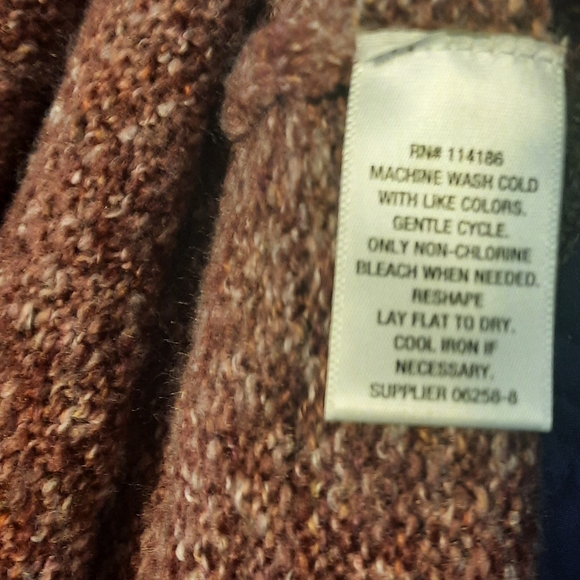 RN# 114186
MACHINE WASH COLD
WITH LIKE COLORS.
GENTLE CYCLE.
ONLY NON-CHLORINE
BLEACH WHEN NEEDED.
RESHAPE
LAY FLAT TO DRY.
COOL IRON IF
NECESSARY.
SUPPLIER 06258-8